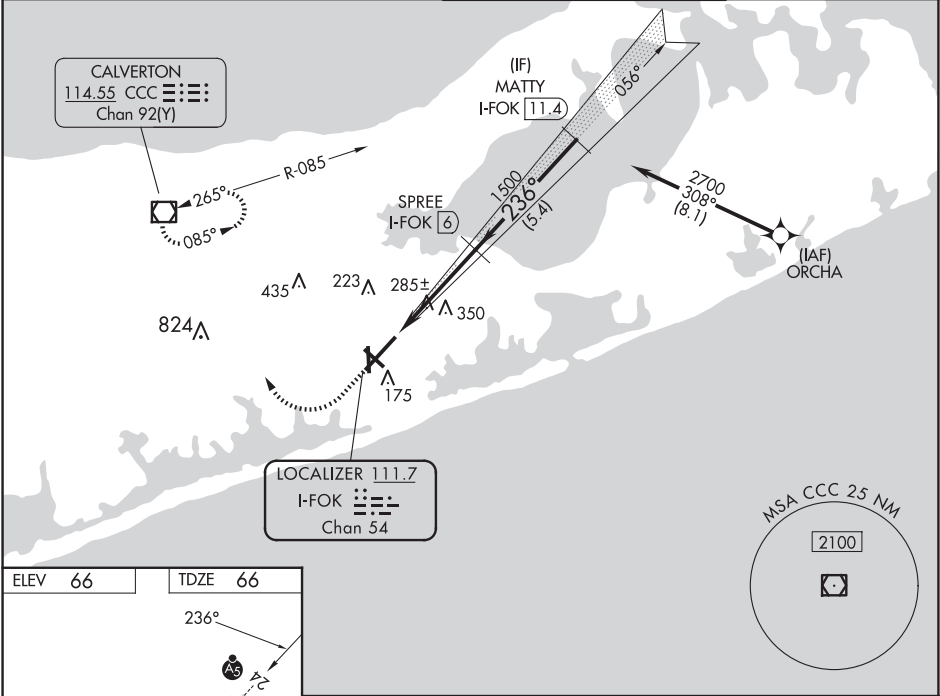 CALVERTON
114.55 CCC
Chan 92(Y)
(IF)
MATTY
I-FOK 11.4
056°
R-085
265°
085°
SPREE
I-FOK 6
1500
236°
(5.4)
2700
308°
(8.1)
(IAF)
ORCHA
435
223
285±
350
824
175
LOCALIZER 111.7
I-FOK
Chan 54
MSA CCC 25 NM
2100
ELEV 66
TDZE 66
236°
A5
24